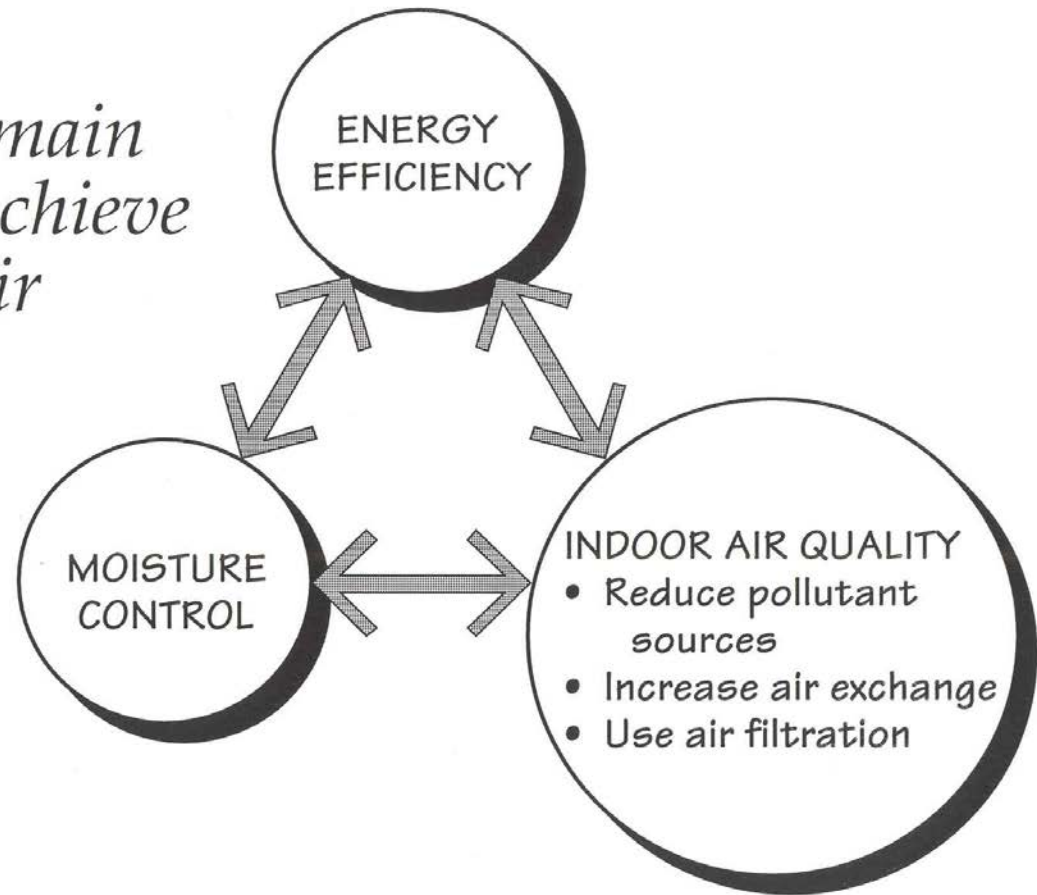 main
chieve
ir
ENERGY
EFFICIENCY
MOISTURE
CONTROL
INDOOR AIR QUALITY
• Reduce pollutant
sources
• Increase air exchange
• Use air filtration